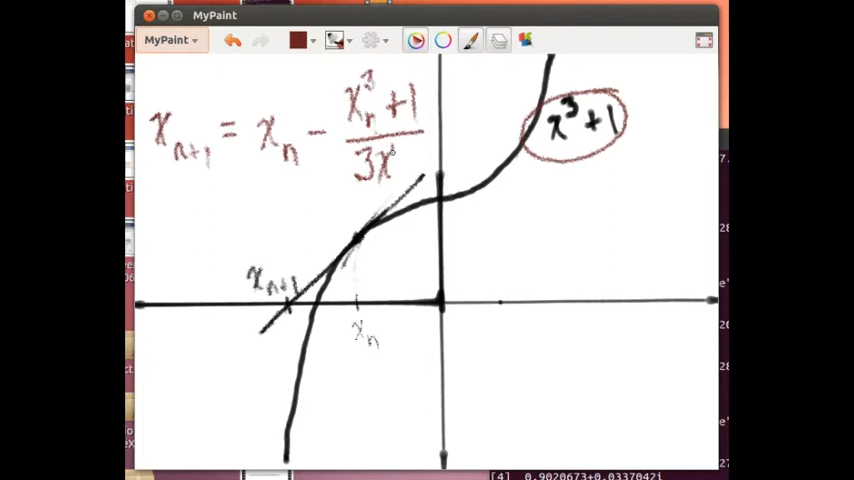 MyPaint
MyPaint
x_{n+1} = x_n - \frac{x_n^3 + 1}{3x}
x^3 + 1
x_{n+1}
x_n
[4] 0.9020673+0.0337042i